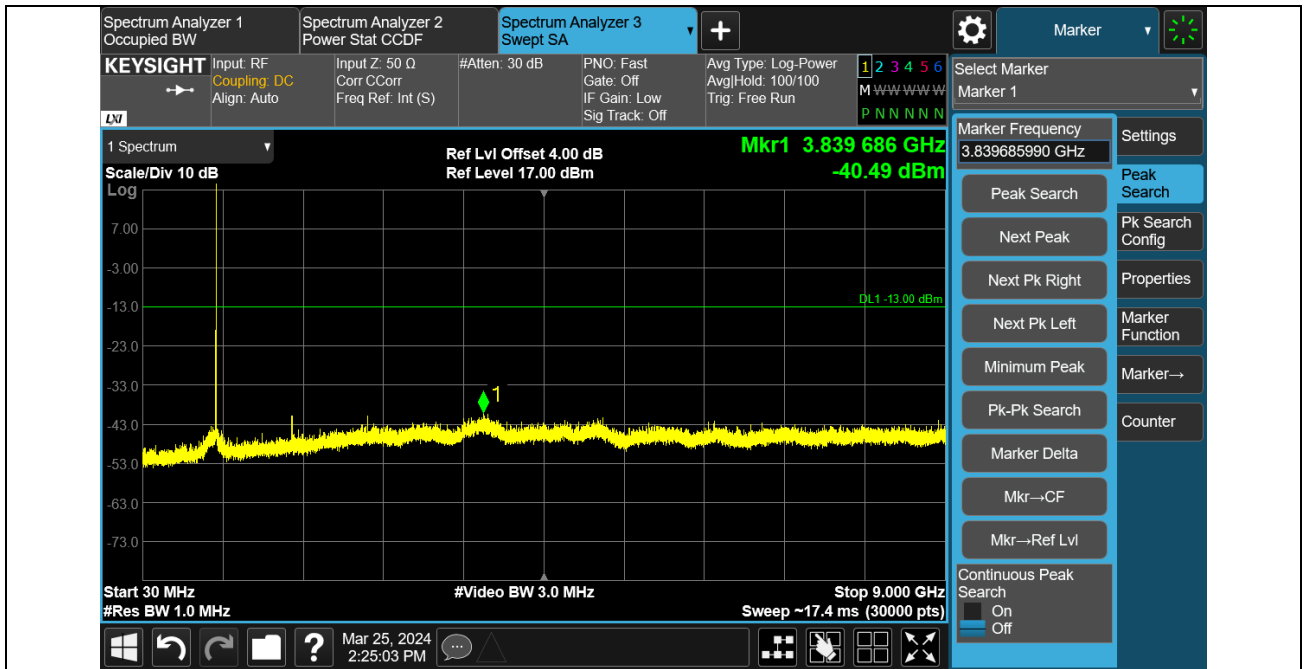 Spectrum Analyzer 1
Occupied BW
Spectrum Analyzer 2
Power Stat CCDF
Spectrum Analyzer 3
Swept SA
Marker
KEYSIGHT
LXI
Input: RF
Coupling: DC
Align: Auto
Input Z: 50 Ω
Corr CCorr
Freq Ref: Int (S)
#Atten: 30 dB
PNO: Fast
Gate: Off
IF Gain: Low
Sig Track: Off
Avg Type: Log-Power
Avg|Hold: 100/100
Trig: Free Run
1 2 3 4 5 6
M W W W W W
P N N N N N
Select Marker
Marker 1
1 Spectrum
Scale/Div 10 dB
Ref Lvl Offset 4.00 dB
Ref Level 17.00 dBm
Mkr1 3.839 686 GHz
-40.49 dBm
Log
7.00
-3.00
-13.0
-23.0
-33.0
-43.0
-53.0
-63.0
-73.0
DL1 -13.00 dBm
1
Start 30 MHz
#Res BW 1.0 MHz
#Video BW 3.0 MHz
Stop 9.000 GHz
Sweep ~17.4 ms (30000 pts)
Marker Frequency
3.839685990 GHz
Peak Search
Next Peak
Next Pk Right
Next Pk Left
Minimum Peak
Pk-Pk Search
Marker Delta
Mkr→CF
Mkr→Ref Lvl
Continuous Peak
Search
On
Off
Settings
Peak
Search
Pk Search
Config
Properties
Marker
Function
Marker→
Counter
?
Mar 25, 2024
2:25:03 PM